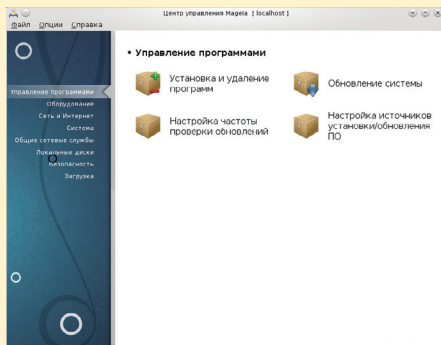 Центр управления Mageia [ localhost ]
Файл Опции Справка
Управление программами
Оборудование
Сеть и Интернет
Система
Общие сетевые службы
Локальные диски
Безопасность
Загрузка
• Управление программами
Установка и удаление
программ
Обновление системы
Настройка частоты
проверки обновлений
Настройка источников
установки/обновления
ПО